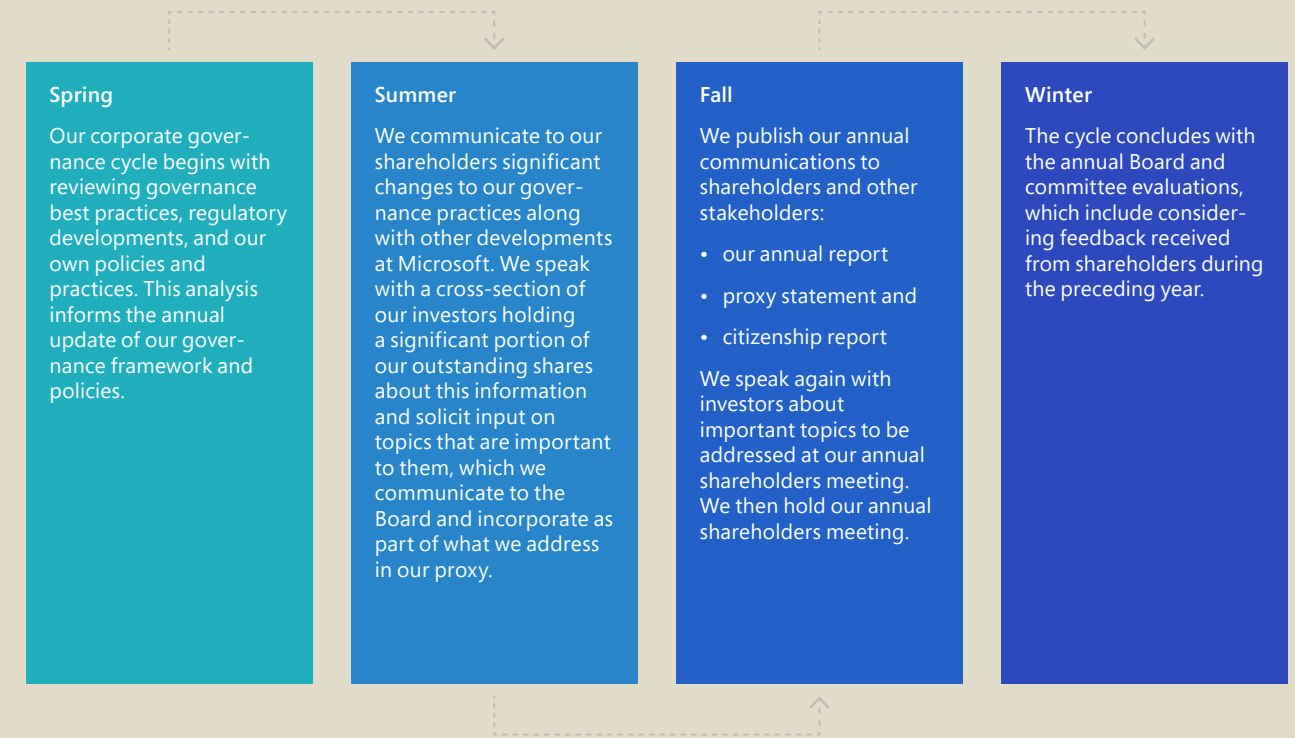 Spring
Our corporate gover-
nance cycle begins with
reviewing governance
best practices, regulatory
developments, and our
own policies and
practices. This analysis
informs the annual
update of our gover-
nance framework and
policies.
Summer
We communicate to our
shareholders significant
changes to our gover-
nance practices along
with other developments
at Microsoft. We speak
with a cross-section of
our investors holding
a significant portion of
our outstanding shares
about this information
and solicit input on
topics that are important
to them, which we
communicate to the
Board and incorporate as
part of what we address
in our proxy.
Fall
We publish our annual
communications to
shareholders and other
stakeholders:
• our annual report
• proxy statement and
• citizenship report
We speak again with
investors about
important topics to be
addressed at our annual
shareholders meeting.
We then hold our annual
shareholders meeting.
Winter
The cycle concludes with
the annual Board and
committee evaluations,
which include consider-
ing feedback received
from shareholders during
the preceding year.